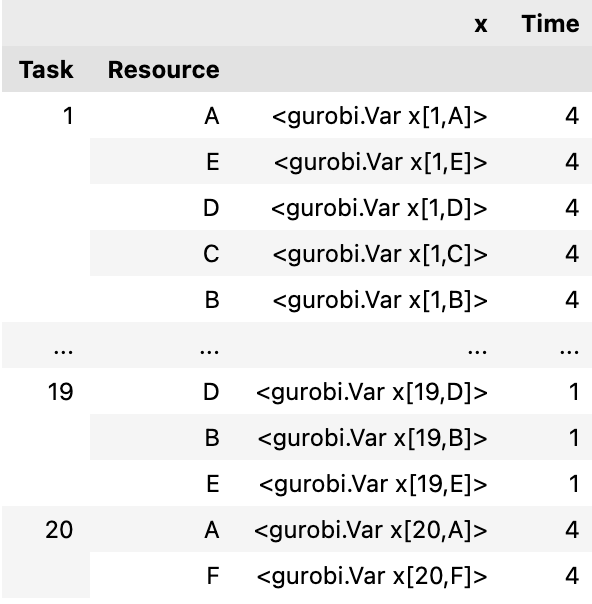 x Time
Task Resource
1 A <gurobi.Var x[1,A]> 4
E <gurobi.Var x[1,E]> 4
D <gurobi.Var x[1,D]> 4
C <gurobi.Var x[1,C]> 4
B <gurobi.Var x[1,B]> 4
... ... ... ...
19 D <gurobi.Var x[19,D]> 1
B <gurobi.Var x[19,B]> 1
E <gurobi.Var x[19,E]> 1
20 A <gurobi.Var x[20,A]> 4
F <gurobi.Var x[20,F]> 4